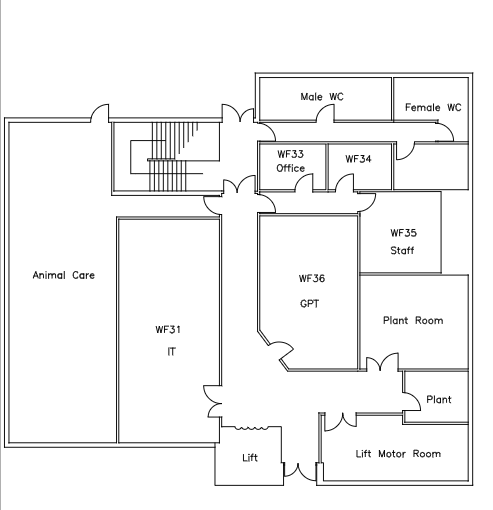 Male WC
Female WC
WF33
Office
WF34
WF35
Staff
Animal Care
WF36
GPT
WF31
IT
Plant Room
Plant
Lift
Lift Motor Room